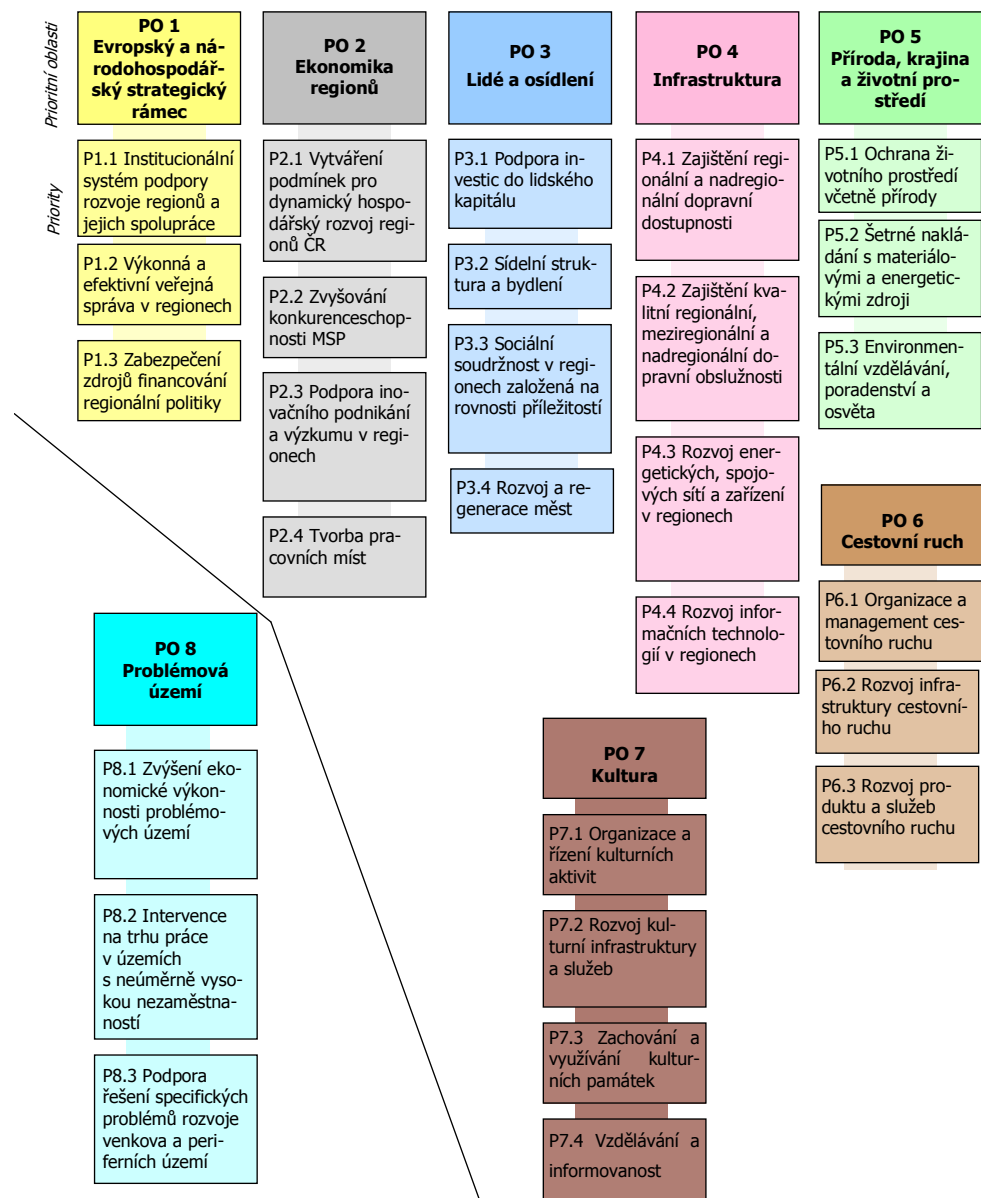 Prioritní oblasti
PO 1
Evropský a ná-
rodohospodář-
ský strategický
rámec
PO 2
Ekonomika
regionů
PO 3
Lidé a osídlení
PO 4
Infrastruktura
PO 5
Příroda, krajina
a životní pro-
středí
Priority
P1.1 Institucionální
systém podpory
rozvoje regionů a
jejich spolupráce
P1.2 Výkonná a
efektivní veřejná
správa v regionech
P1.3 Zabezpečení
zdrojů financování
regionální politiky
P2.1 Vytváření
podmínek pro
dynamický hospo-
dářský rozvoj regi-
onů ČR
P2.2 Zvyšování
konkurenceschop-
nosti MSP
P2.3 Podpora ino-
vačního podnikání
a výzkumu v regi-
onech
P2.4 Tvorba pra-
covních míst
P3.1 Podpora in-
vestic do lidského
kapitálu
P3.2 Sídelní struk-
tura a bydlení
P3.3 Sociální
soudržnost v regi-
onech založená na
rovnosti příležitostí
P3.4 Rozvoj a re-
generace měst
P4.1 Zajištění regi-
onální a nadregio-
nální dopravní
dostupnosti
P4.2 Zajištění kva-
litní regionální,
meziregionální a
nadregionální do-
pravní obslužnosti
P4.3 Rozvoj ener-
getických, spojo-
vých sítí a zařízení
v regionech
P4.4 Rozvoj infor-
mačních technolo-
gií v regionech
P5.1 Ochrana ži-
votního prostředí
včetně přírody
P5.2 Šetrné naklá-
dání s materiálo-
vými a energetic-
kými zdroji
P5.3 Environmen-
tální vzdělávání,
poradenství a
osvěta
PO 6
Cestovní ruch
P6.1 Organizace a
management ces-
tovního ruchu
P6.2 Rozvoj infra-
struktury cestovní-
ho ruchu
P6.3 Rozvoj pro-
duktu a služeb
cestovního ruchu
PO 8
Problémová
území
P8.1 Zvýšení eko-
nomické výkon-
nosti problémo-
vých území
P8.2 Intervence
na trhu práce
v územích
s neúměrně vyso-
kou nezaměstna-
ností
P8.3 Podpora
řešení specifických
problémů rozvoje
venkova a peri-
ferních území
PO 7
Kultura
P7.1 Organizace a
řízení kulturních
aktivit
P7.2 Rozvoj kul-
turní infrastruktury
a služeb
P7.3 Zachování a
využívání kultur-
ních památek
P7.4 Vzdělávání a
informovanost